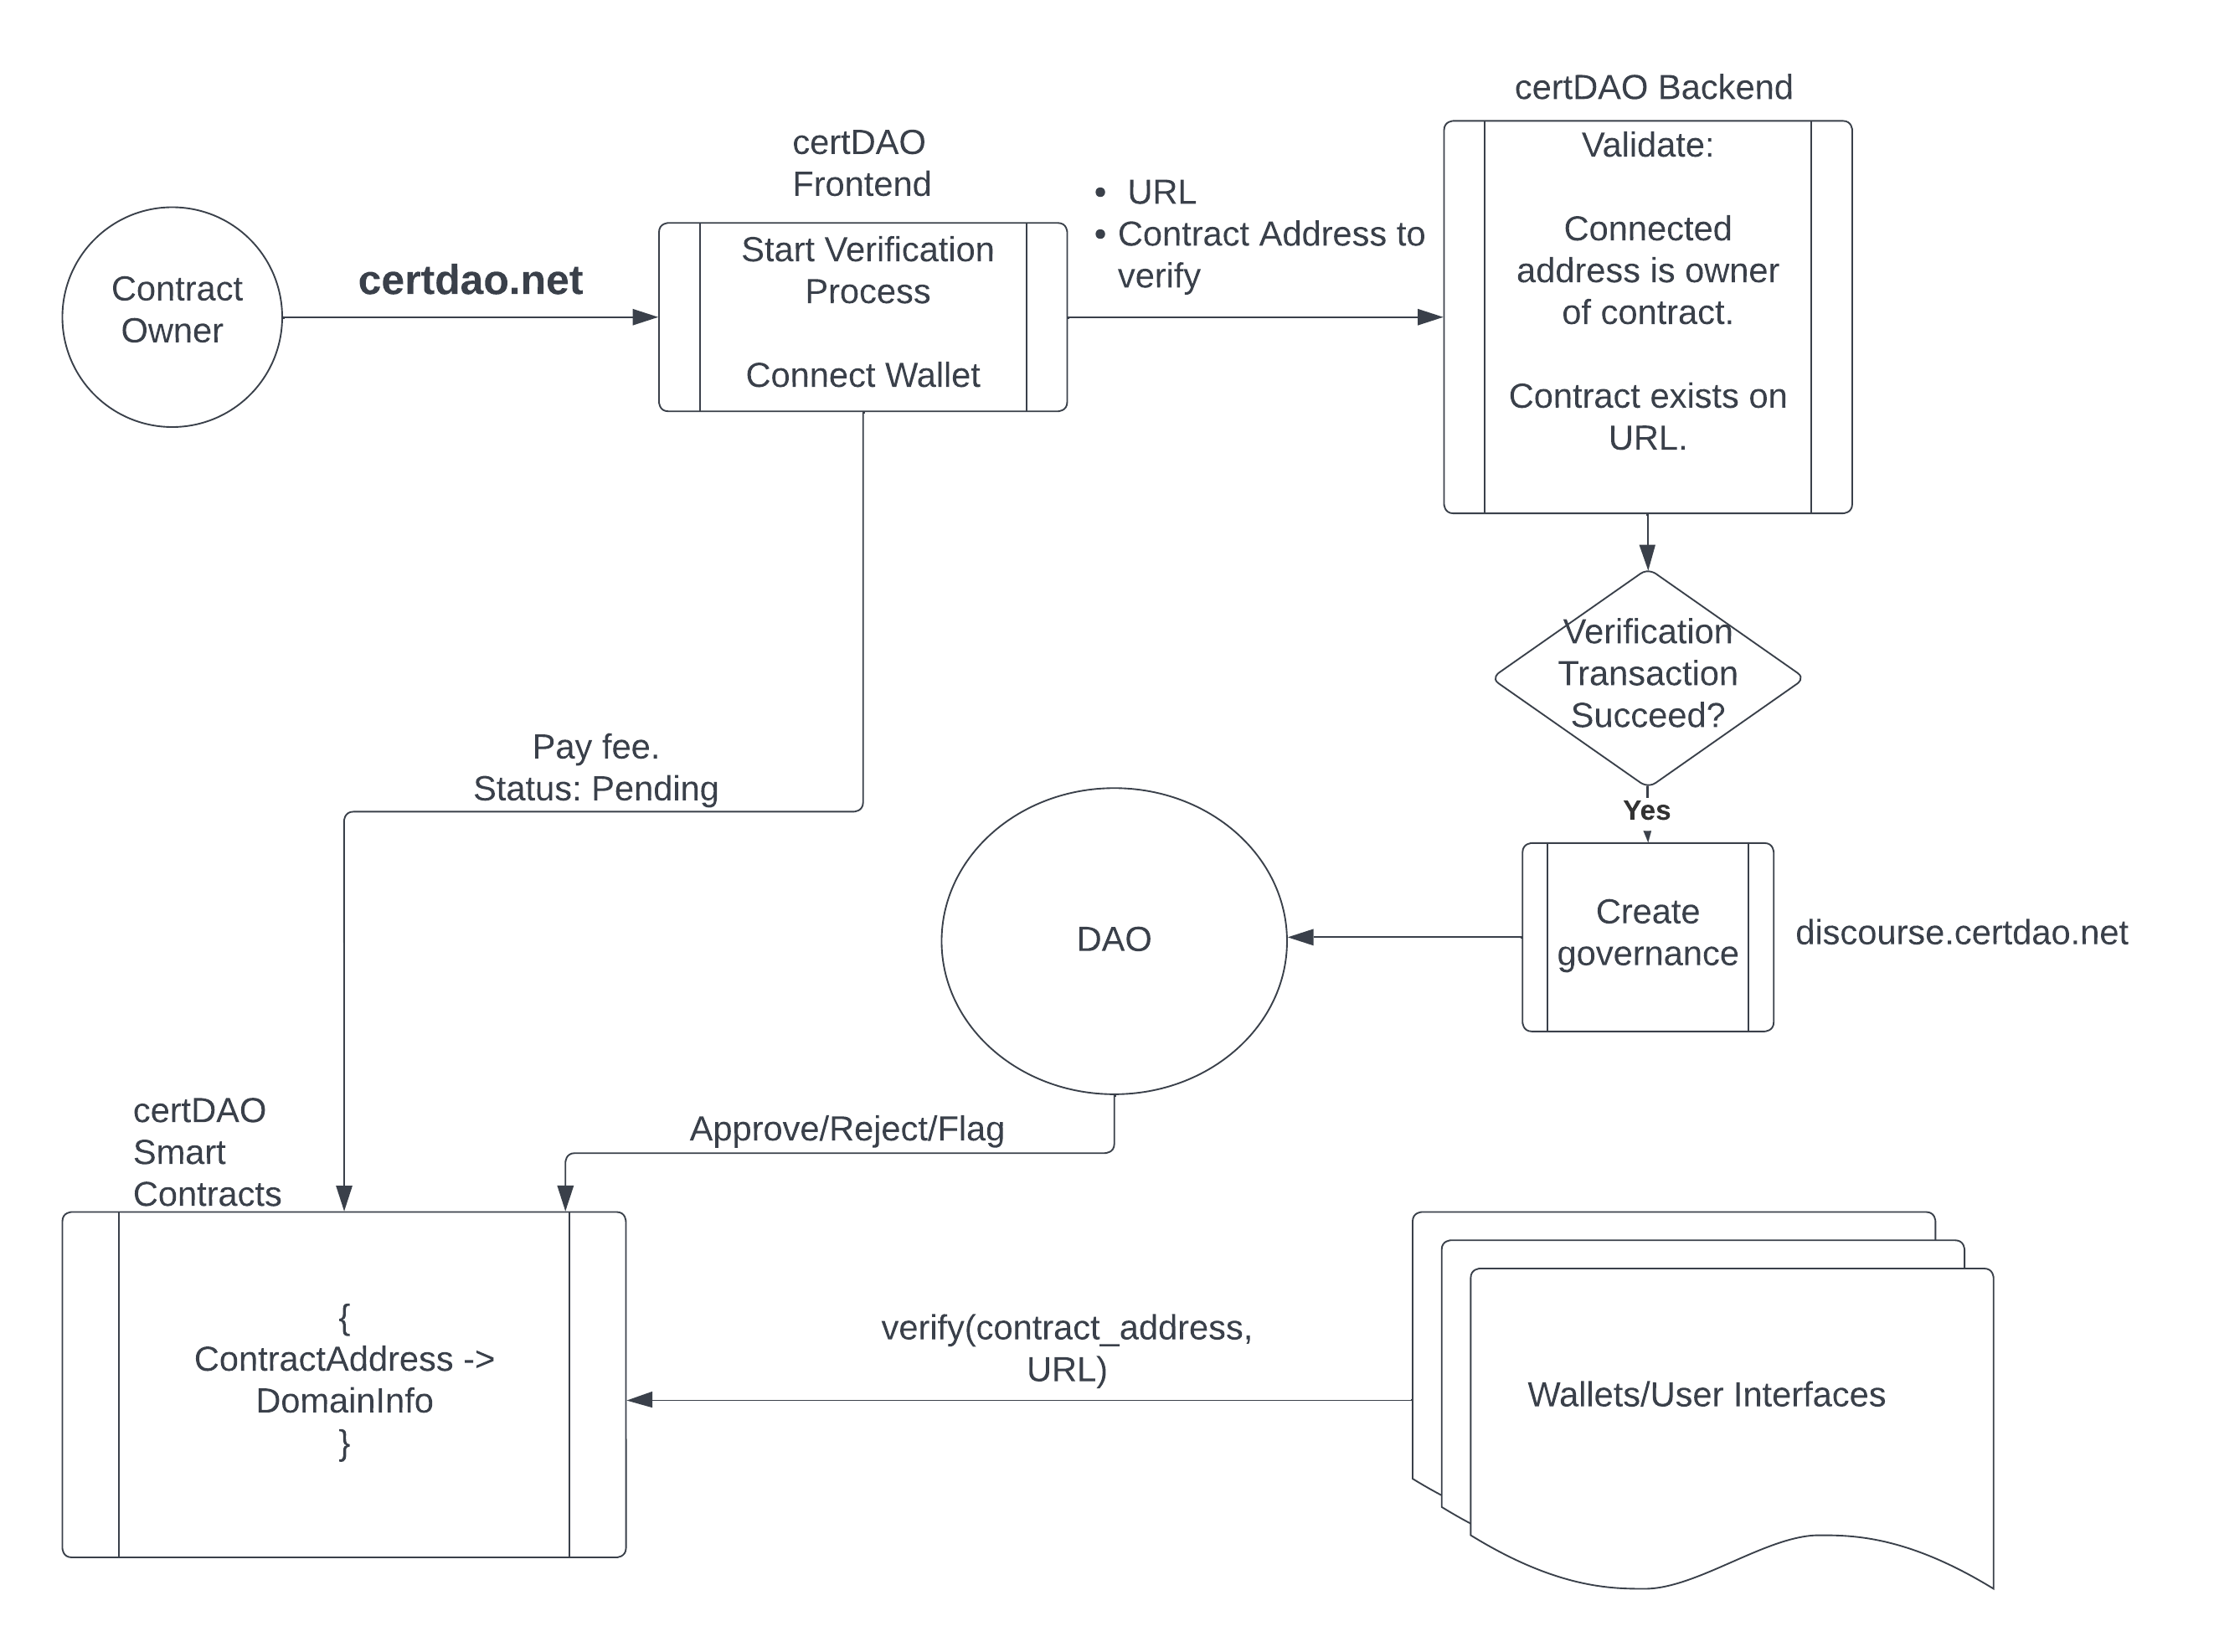 certDAO Backend
Validate:
Connected
address is owner
of contract.
Contract exists on
URL.
certDAO
Frontend
Start Verification
Process
Connect Wallet
• URL
• Contract Address to
verify
Contract
Owner
certdao.net
Verification
Transaction
Succeed?
Pay fee.
Status: Pending
Yes
Create
governance
discourse.certdao.net
DAO
Approve/Reject/Flag
certDAO
Smart
Contracts
{
ContractAddress ->
DomainInfo
}
verify(contract_address,
URL)
Wallets/User Interfaces